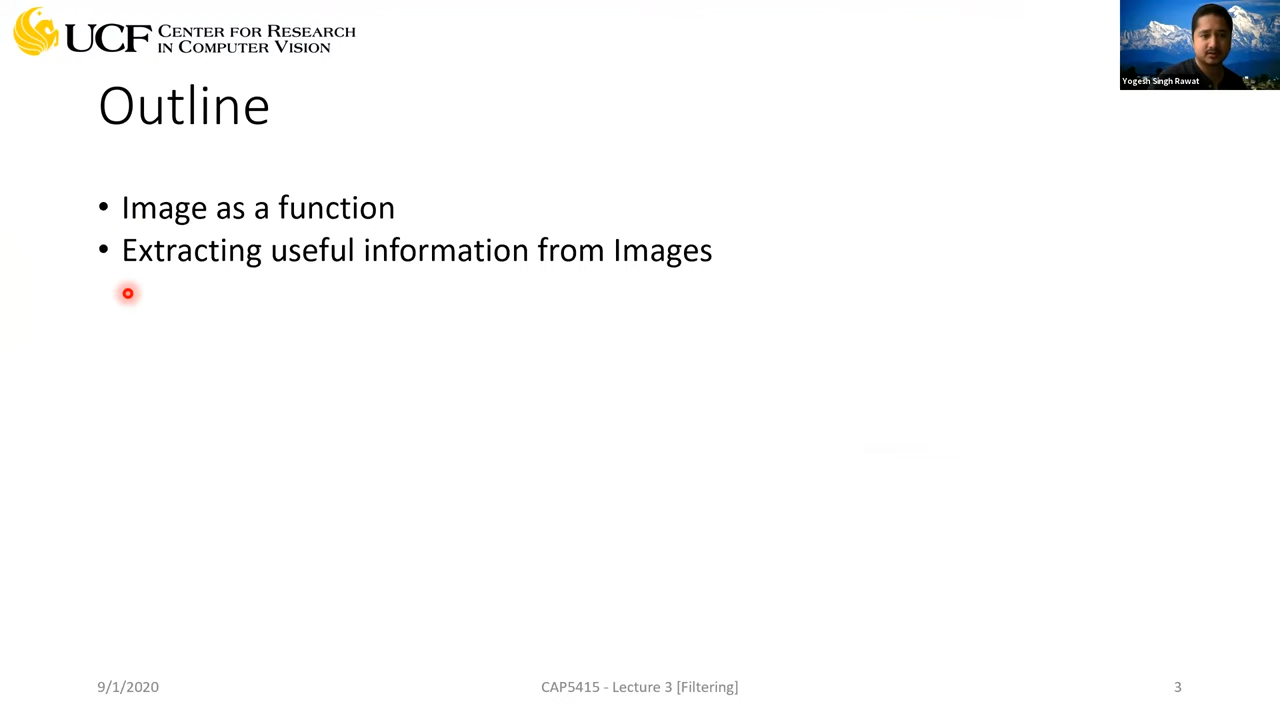 UCF CENTER FOR RESEARCH
IN COMPUTER VISION
Yogesh Singh Rawat
Outline
• Image as a function
• Extracting useful information from Images
9/1/2020
CAP5415 - Lecture 3 [Filtering]
3